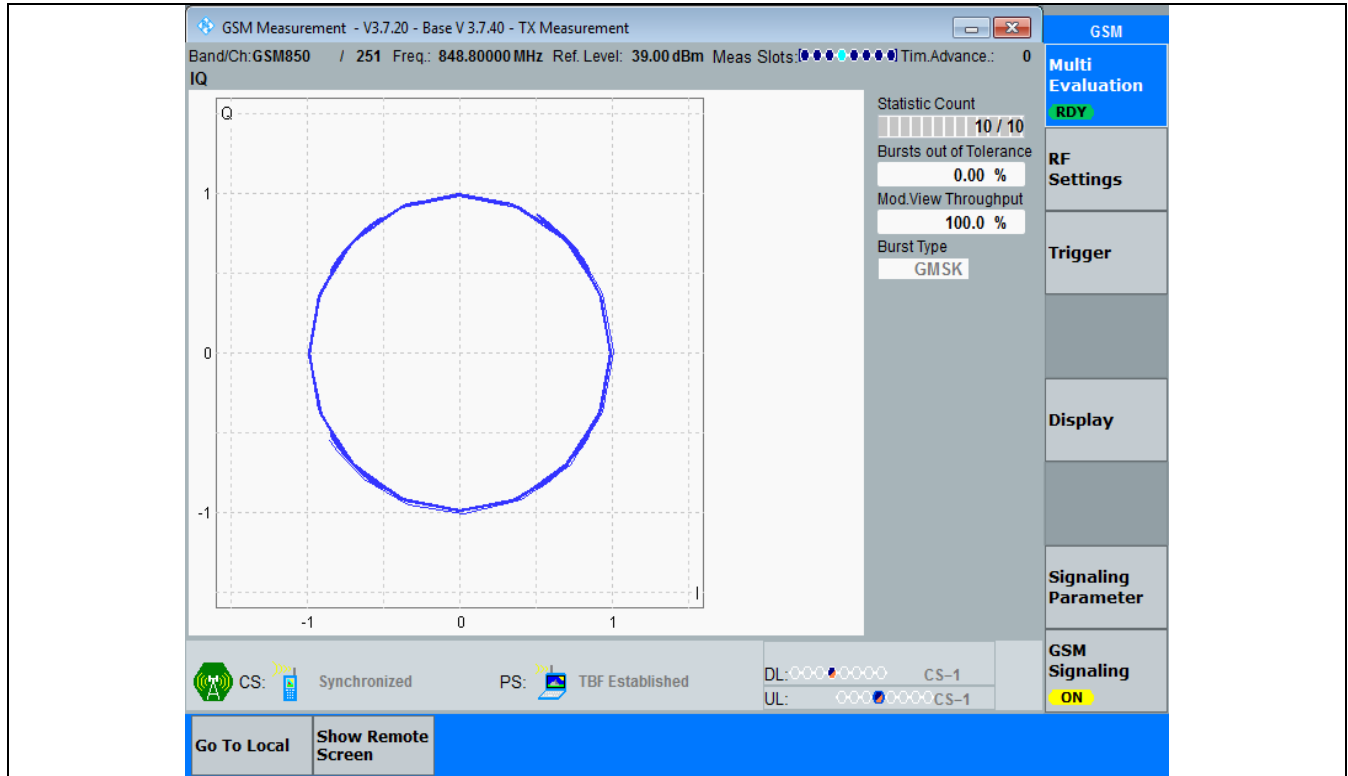 GSM Measurement - V3.7.20 - Base V 3.7.40 - TX Measurement
GSM
Band/Ch:GSM850 / 251 Freq.: 848.80000 MHz Ref. Level: 39.00 dBm Meas Slots: Tim.Advance.: 0
IQ
Multi
Evaluation
RDY
Q
Statistic Count
10 / 10
Bursts out of Tolerance
0.00 %
Mod.View Throughput
100.0 %
Burst Type
GMSK
RF
Settings
Trigger
1
0
-1
I
-1 0 1
Display
Signaling
Parameter
GSM
Signaling
ON
CS: Synchronized PS: TBF Established
DL: CS-1
UL: CS-1
Go To Local
Show Remote
Screen